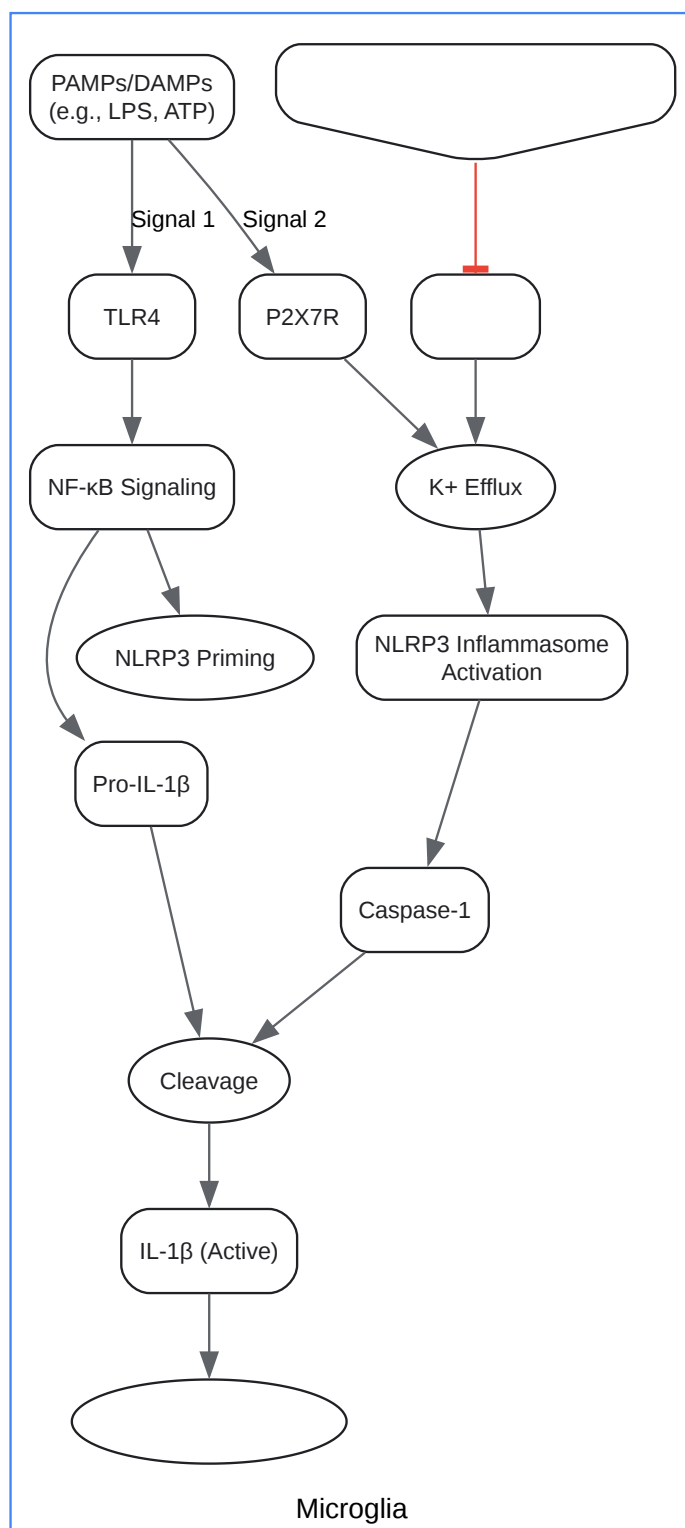 PAMPs/DAMPs
(e.g., LPS, ATP)
Signal 1
Signal 2
TLR4
P2X7R
NF-κB Signaling
K+ Efflux
NLRP3 Priming
NLRP3 Inflammasome
Activation
Pro-IL-1β
Caspase-1
Cleavage
IL-1β (Active)
Microglia